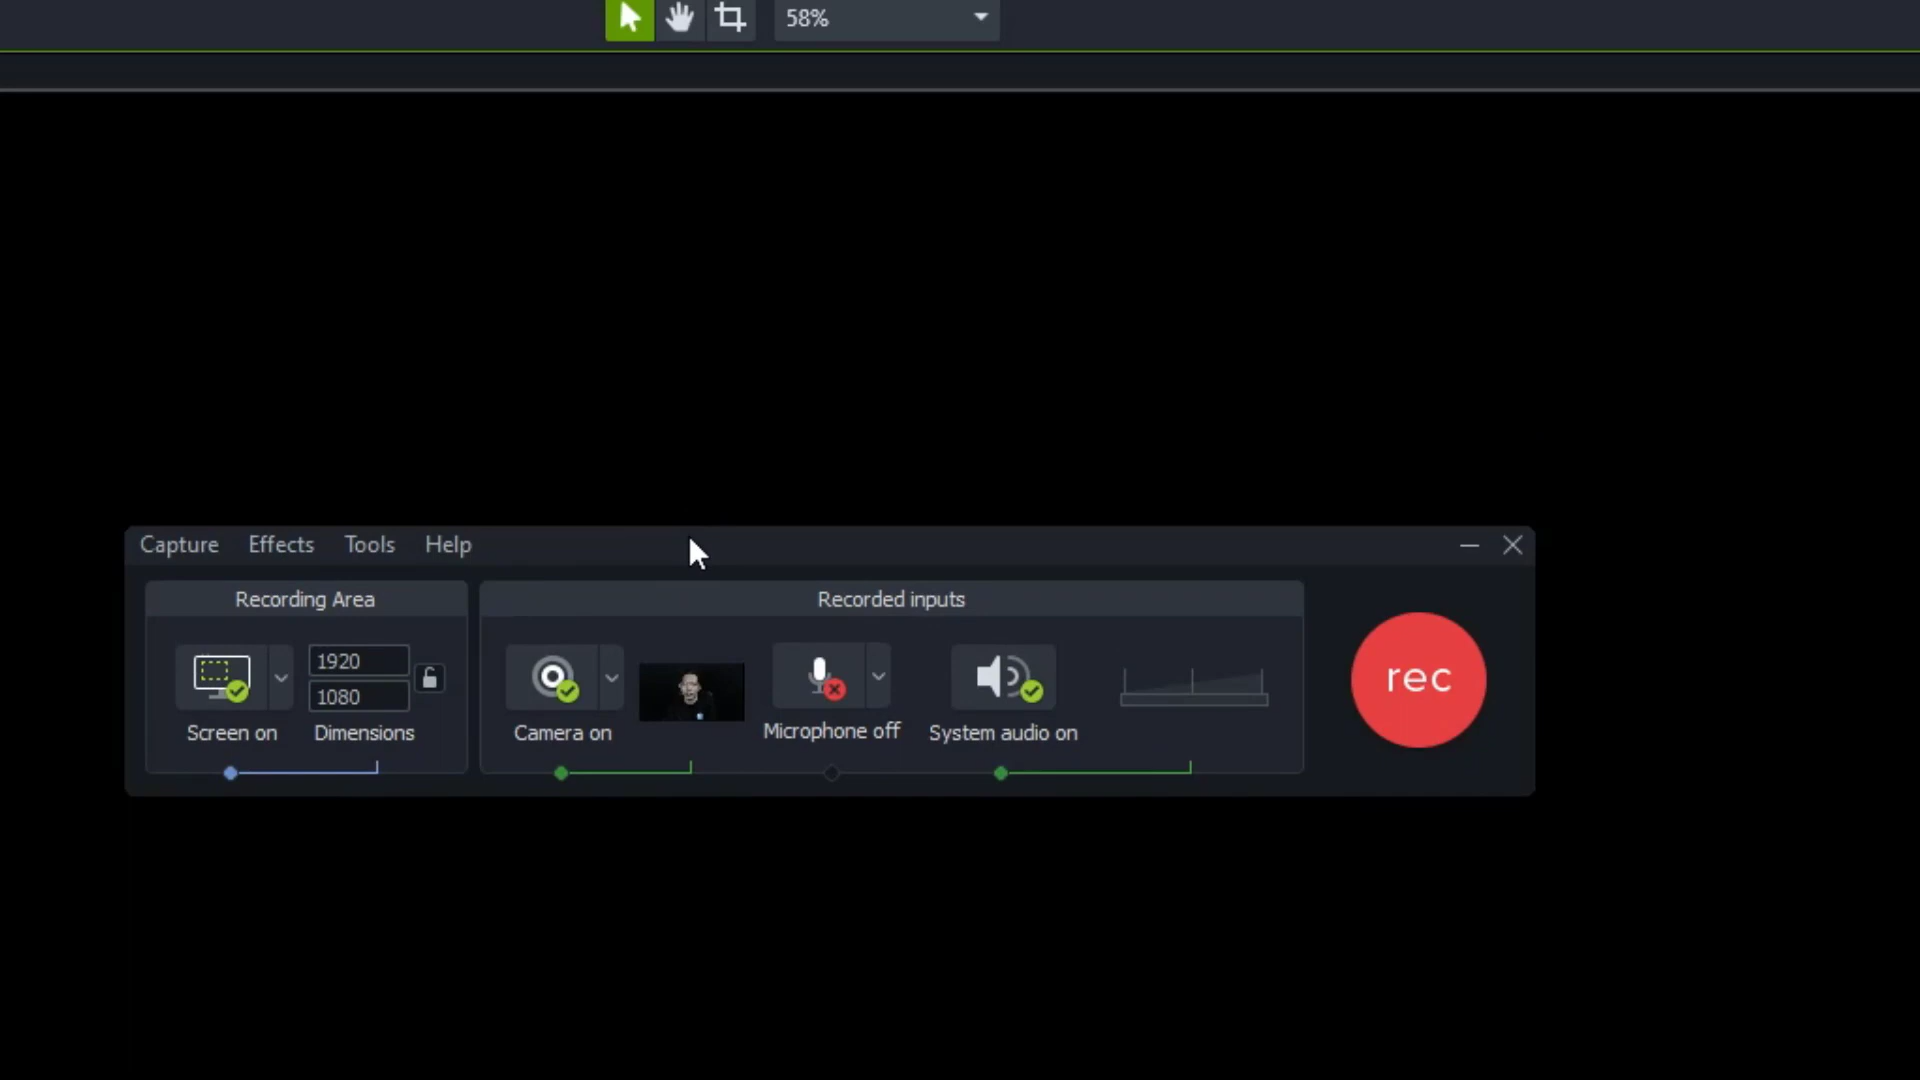 58%
Capture Effects Tools Help
Recording Area
Recorded inputs
1920
1080
rec
Screen on
Dimensions
Camera on
Microphone off
System audio on